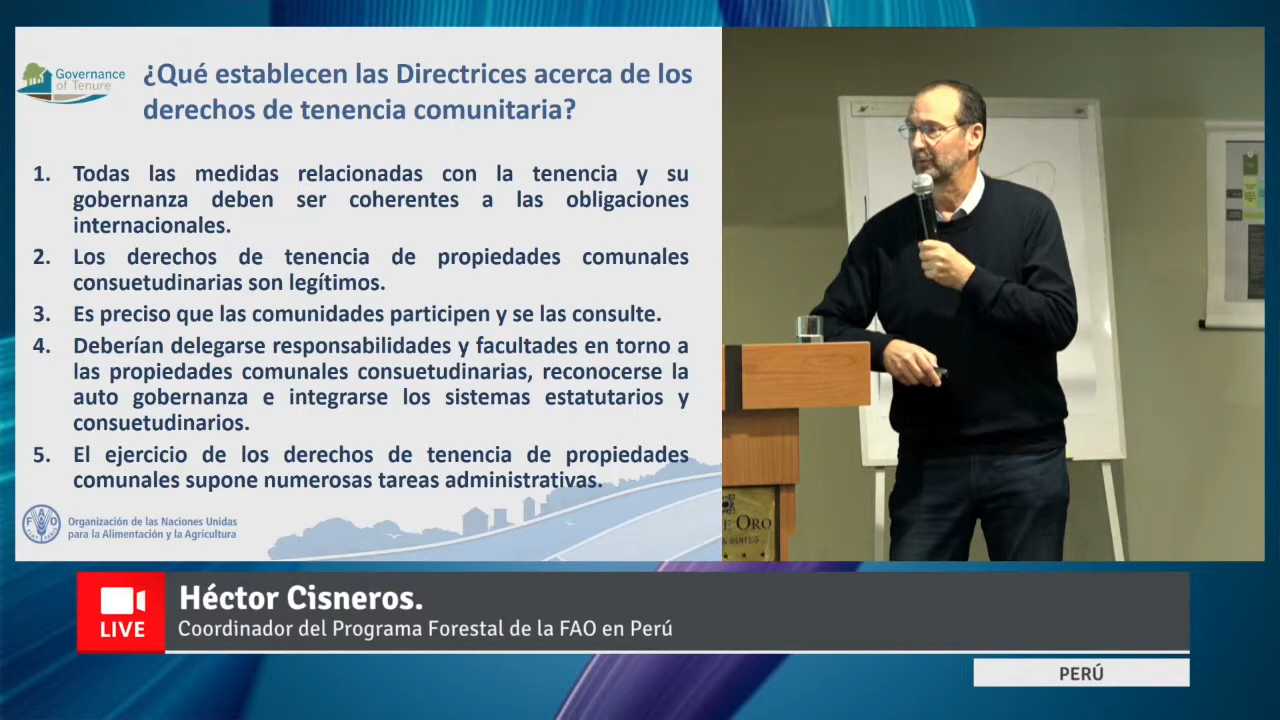 Governance
of Tenure
¿Qué establecen las Directrices acerca de los
derechos de tenencia comunitaria?
1. Todas las medidas relacionadas con la tenencia y su
gobernanza deben ser coherentes a las obligaciones
internacionales.
2. Los derechos de tenencia de propiedades comunales
consuetudinarias son legítimos.
3. Es preciso que las comunidades participen y se las consulte.
4. Deberían delegarse responsabilidades y facultades en torno a
las propiedades comunales consuetudinarias, reconocerse la
auto gobernanza e integrarse los sistemas estatutarios y
consuetudinarios.
5. El ejercicio de los derechos de tenencia de propiedades
comunales supone numerosas tareas administrativas.
FAO
Organización de las Naciones Unidas
para la Alimentación y la Agricultura
E ORO
SUITES
LIVE
Héctor Cisneros.
Coordinador del Programa Forestal de la FAO en Perú
PERÚ